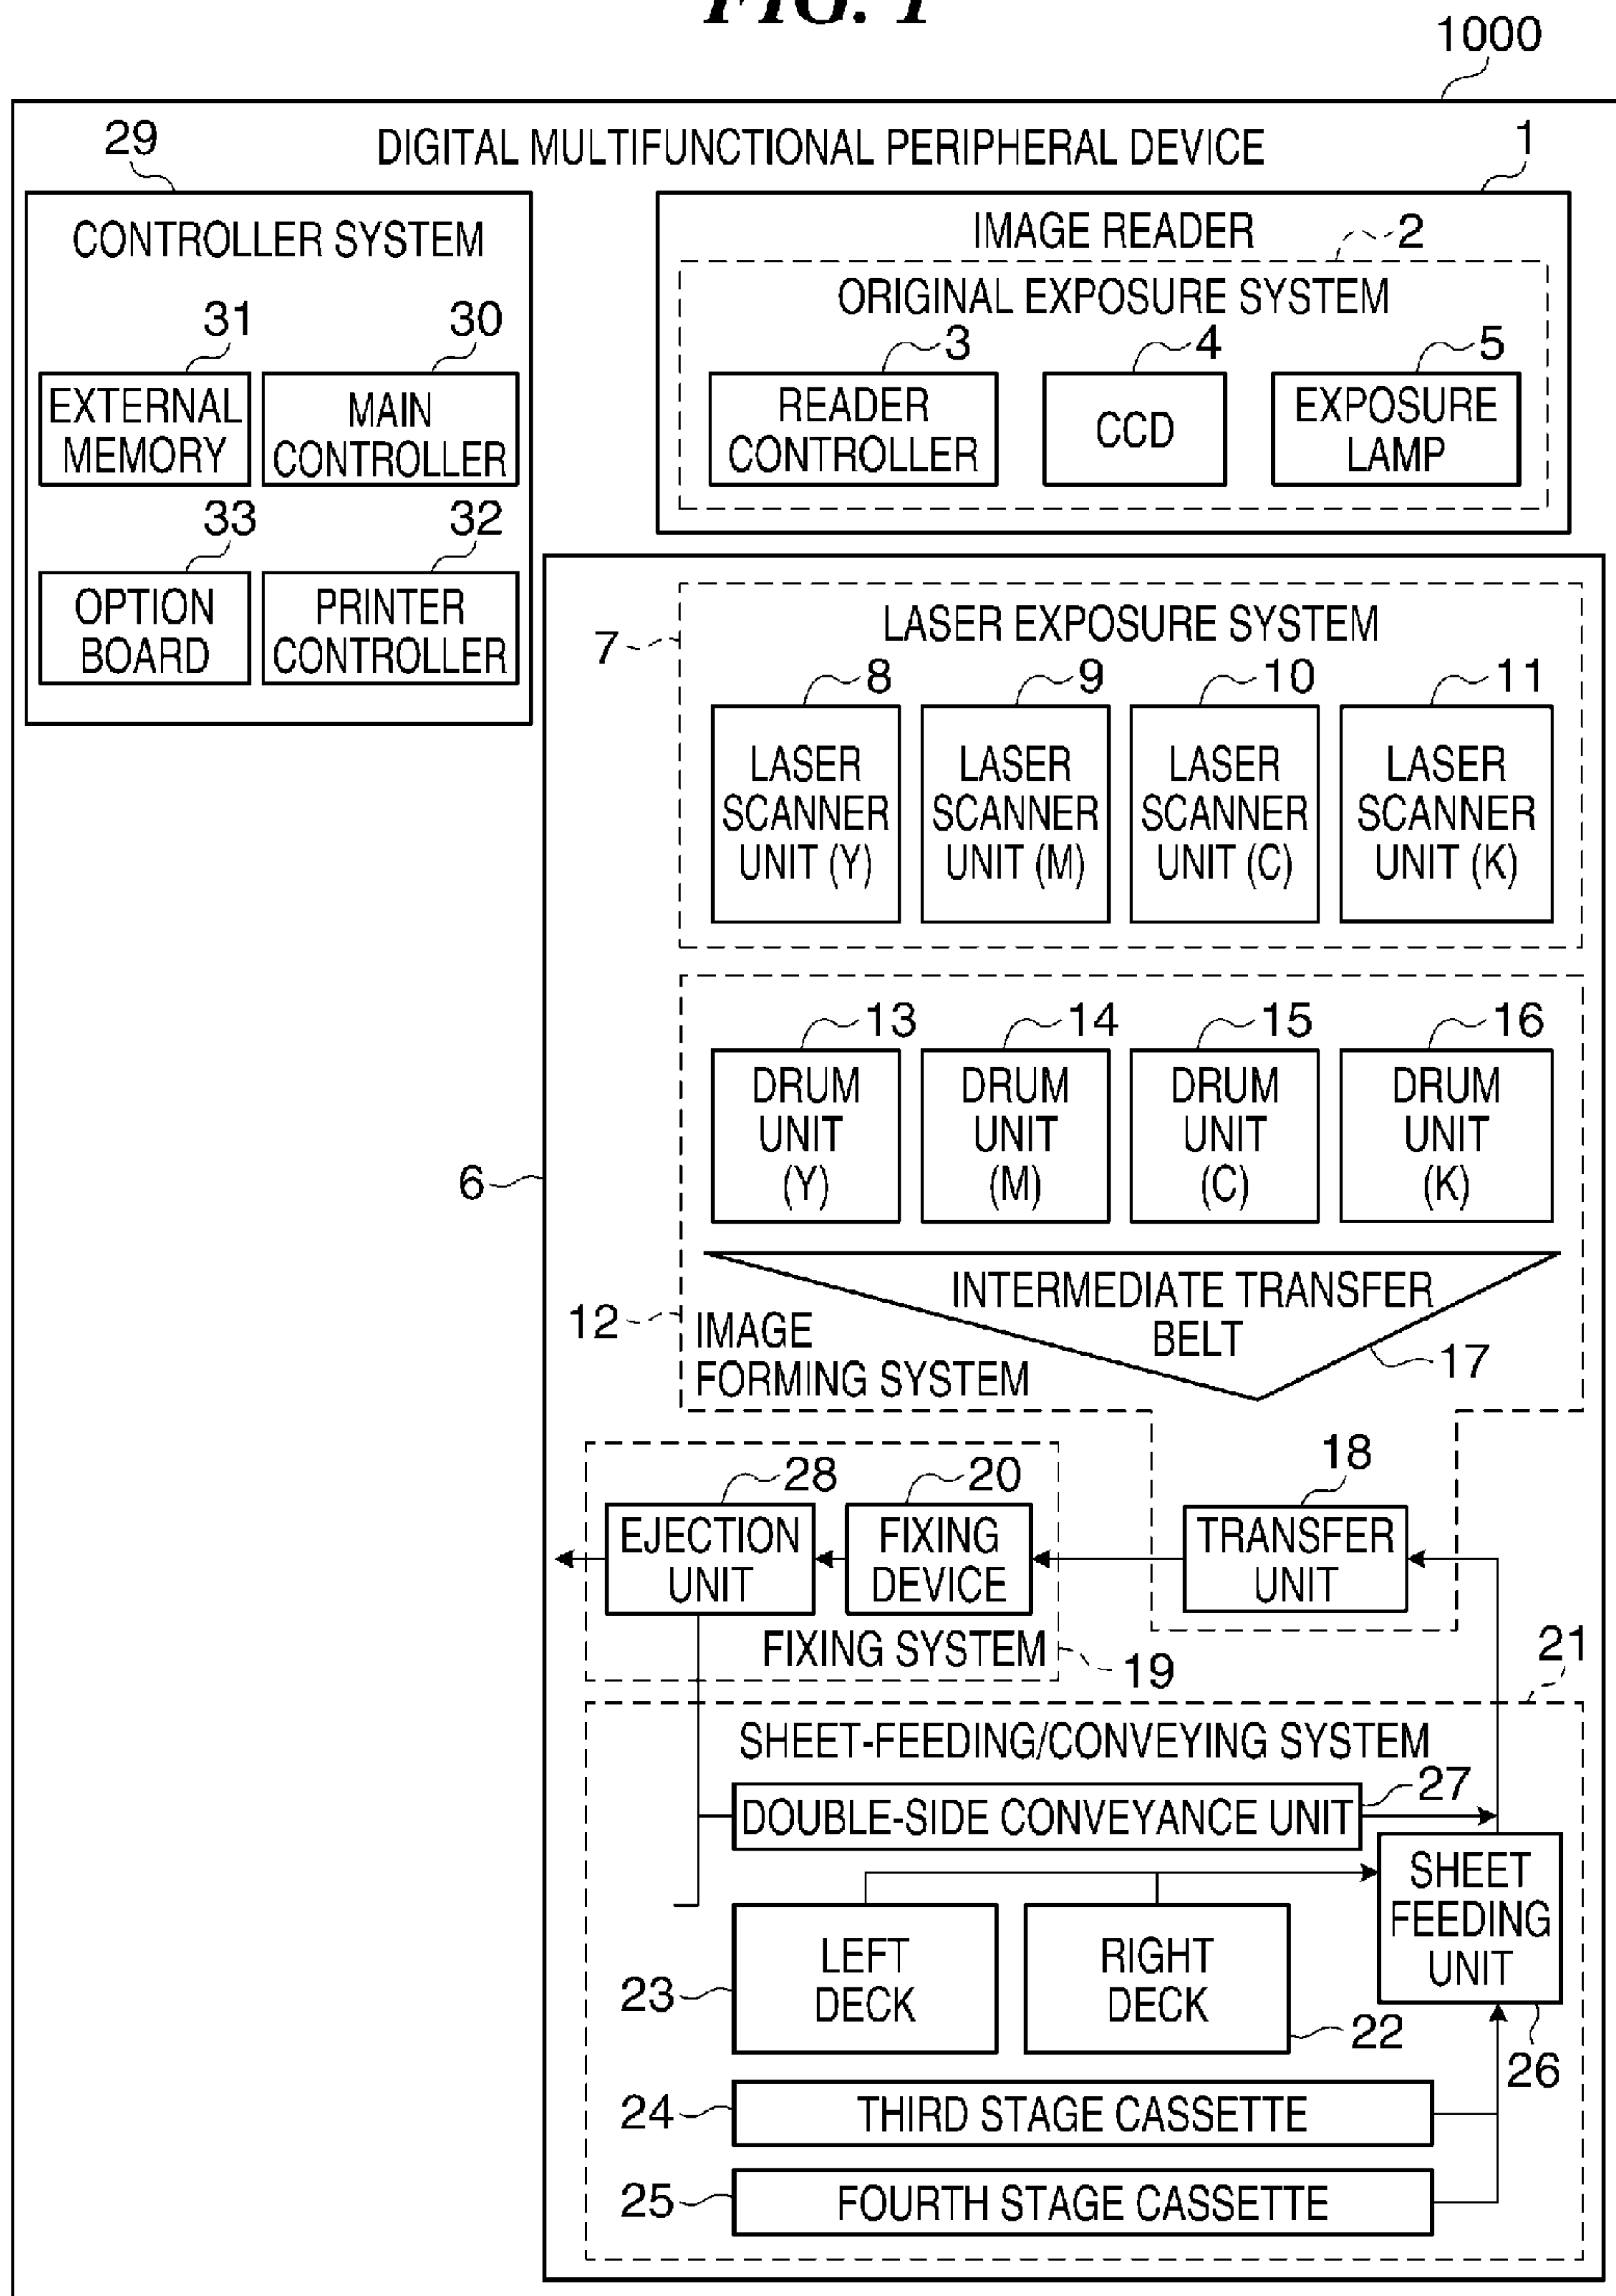 FIG. 1
1000
DIGITAL MULTIFUNCTIONAL PERIPHERAL DEVICE
29
CONTROLLER SYSTEM
31
EXTERNAL
MEMORY
30
MAIN
CONTROLLER
33
OPTION
BOARD
32
PRINTER
CONTROLLER
1
IMAGE READER
2
ORIGINAL EXPOSURE SYSTEM
3
READER
CONTROLLER
4
CCD
5
EXPOSURE
LAMP
6
7
LASER EXPOSURE SYSTEM
8
LASER
SCANNER
UNIT (Y)
9
LASER
SCANNER
UNIT (M)
10
LASER
SCANNER
UNIT (C)
11
LASER
SCANNER
UNIT (K)
13
DRUM
UNIT
(Y)
14
DRUM
UNIT
(M)
15
DRUM
UNIT
(C)
16
DRUM
UNIT
(K)
INTERMEDIATE TRANSFER
BELT
17
12
IMAGE
FORMING SYSTEM
28
EJECTION
UNIT
20
FIXING
DEVICE
18
TRANSFER
UNIT
FIXING SYSTEM
19
21
SHEET-FEEDING/CONVEYING SYSTEM
27
DOUBLE-SIDE CONVEYANCE UNIT
SHEET
FEEDING
UNIT
26
23
LEFT
DECK
RIGHT
DECK
22
24
THIRD STAGE CASSETTE
25
FOURTH STAGE CASSETTE